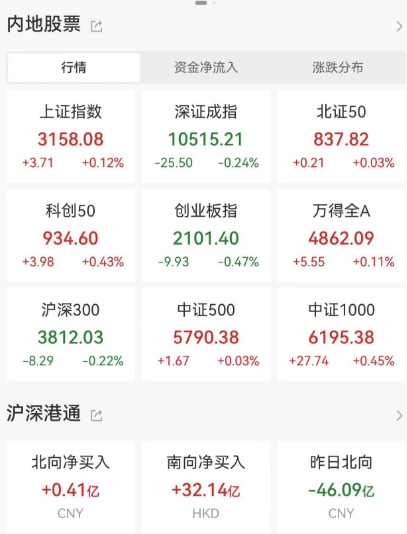 内地股票
行情 资金净流入 涨跌分布
上证指数 深证成指 北证50
3158.08 10515.21 837.82
+3.71 +0.12% -25.50 -0.24% +0.21 +0.03%
科创50 创业板指 万得全A
934.60 2101.40 4862.09
+3.98 +0.43% -9.93 -0.47% +5.55 +0.11%
沪深300 中证500 中证1000
3812.03 5790.38 6195.38
-8.29 -0.22% +1.67 +0.03% +27.74 +0.45%
沪深港通
北向净买入 南向净买入 昨日北向
+0.41亿 +32.14亿 -46.09亿
CNY HKD CNY